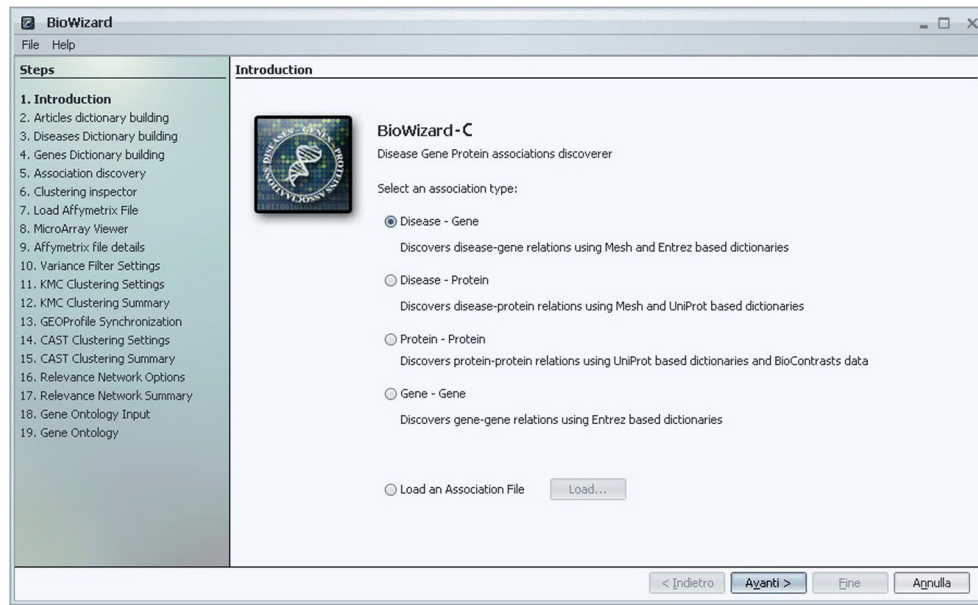 BioWizard
File Help
Steps
1. Introduction
2. Articles dictionary building
3. Diseases Dictionary building
4. Genes Dictionary building
5. Association discovery
6. Clustering inspector
7. Load Affymetrix File
8. MicroArray Viewer
9. Affymetrix file details
10. Variance Filter Settings
11. KMC Clustering Settings
12. KMC Clustering Summary
13. GEOProfile Synchronization
14. CAST Clustering Settings
15. CAST Clustering Summary
16. Relevance Network Options
17. Relevance Network Summary
18. Gene Ontology Input
19. Gene Ontology
Introduction
DISEASES - GENES - PROTEINS ASSOCIATIONS
BioWizard-C
Disease Gene Protein associations discoverer
Select an association type:
Disease - Gene
Discovers disease-gene relations using Mesh and Entrez based dictionaries
Disease - Protein
Discovers disease-protein relations using Mesh and UniProt based dictionaries
Protein - Protein
Discovers protein-protein relations using UniProt based dictionaries and BioContrasts data
Gene - Gene
Discovers gene-gene relations using Entrez based dictionaries
Load an Association File Load...
< Indietro Avanti > Fine Annulla